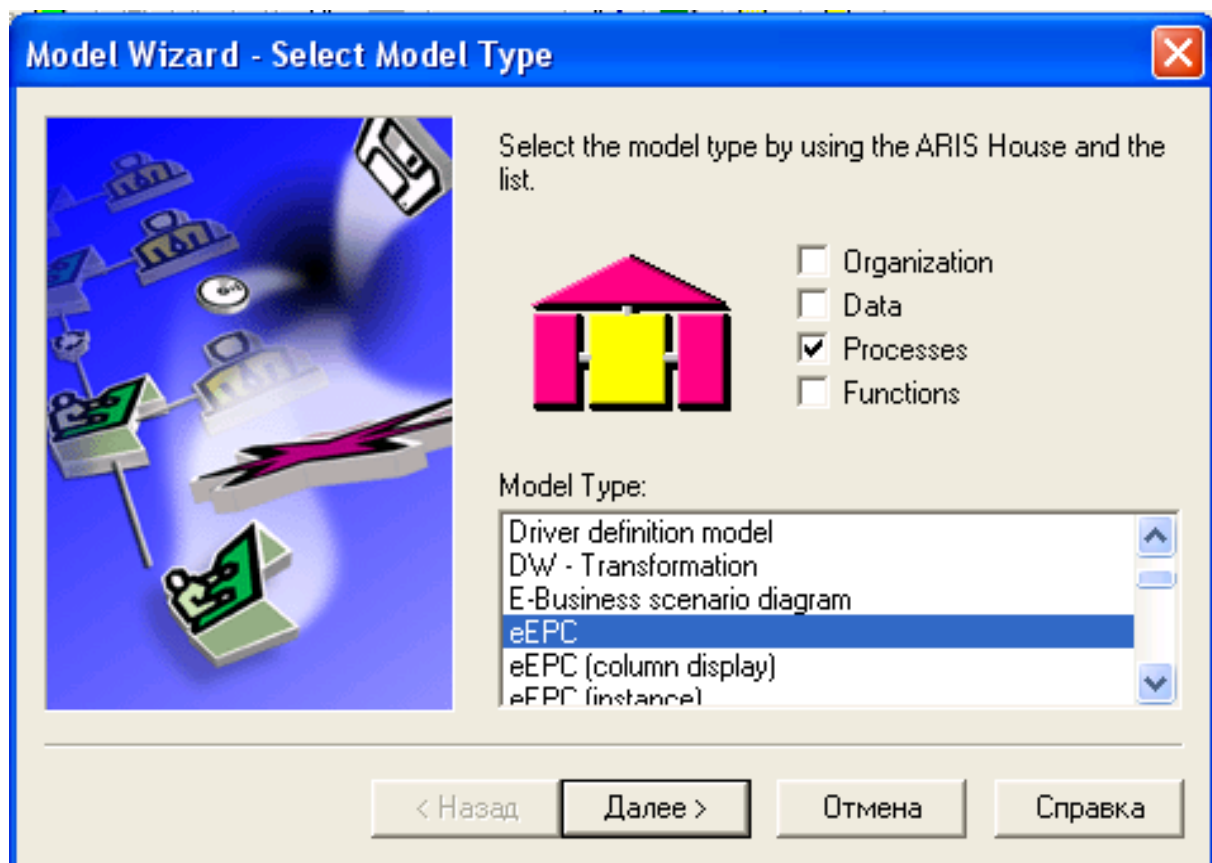 Model Wizard - Select Model Type
Select the model type by using the ARIS House and the
list.
Organization
Data
Processes
Functions
Model Type:
Driver definition model
DW - Transformation
E-Business scenario diagram
eEPC
eEPC (column display)
eEPC (instance)
< Назад
Далее >
Отмена
Справка